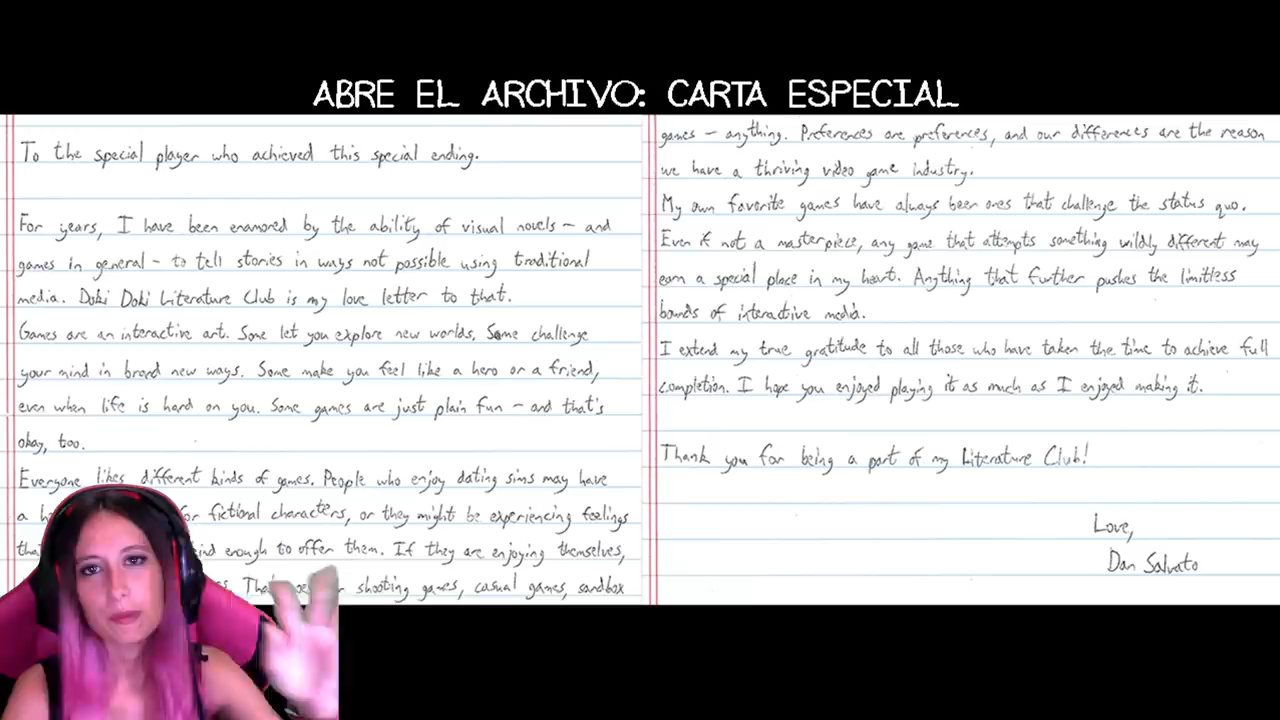 ABRE EL ARCHIVO: CARTA ESPECIAL
To the special player who achieved this special ending.
For years, I have been enamored by the ability of visual novels – and
games in general – to tell stories in ways not possible using traditional
media. Doki Doki Literature Club is my love letter to that.
Games are an interactive art. Some let you explore new worlds. Some challenge
your mind in brand new ways. Some make you feel like a hero or a friend,
even when life is hard on you. Some games are just plain fun – and that's
okay, too.
Everyone likes different kinds of games. People who enjoy dating sims may have
a for fictional characters, or they might be experiencing feelings
enough to offer them. If they are enjoying themselves,
shooting games, casual games, sandbox
games – anything. Preferences are preferences, and our differences are the reason
we have a thriving video game industry.
My own favorite games have always been ones that challenge the status quo.
Even if not a masterpiece, any game that attempts something wildly different may
earn a special place in my heart. Anything that further pushes the limitless
bounds of interactive media.
I extend my true gratitude to all those who have taken the time to achieve full
completion. I hope you enjoyed playing it as much as I enjoyed making it.
Thank you for being a part of my Literature Club!
Love,
Dan Salvato